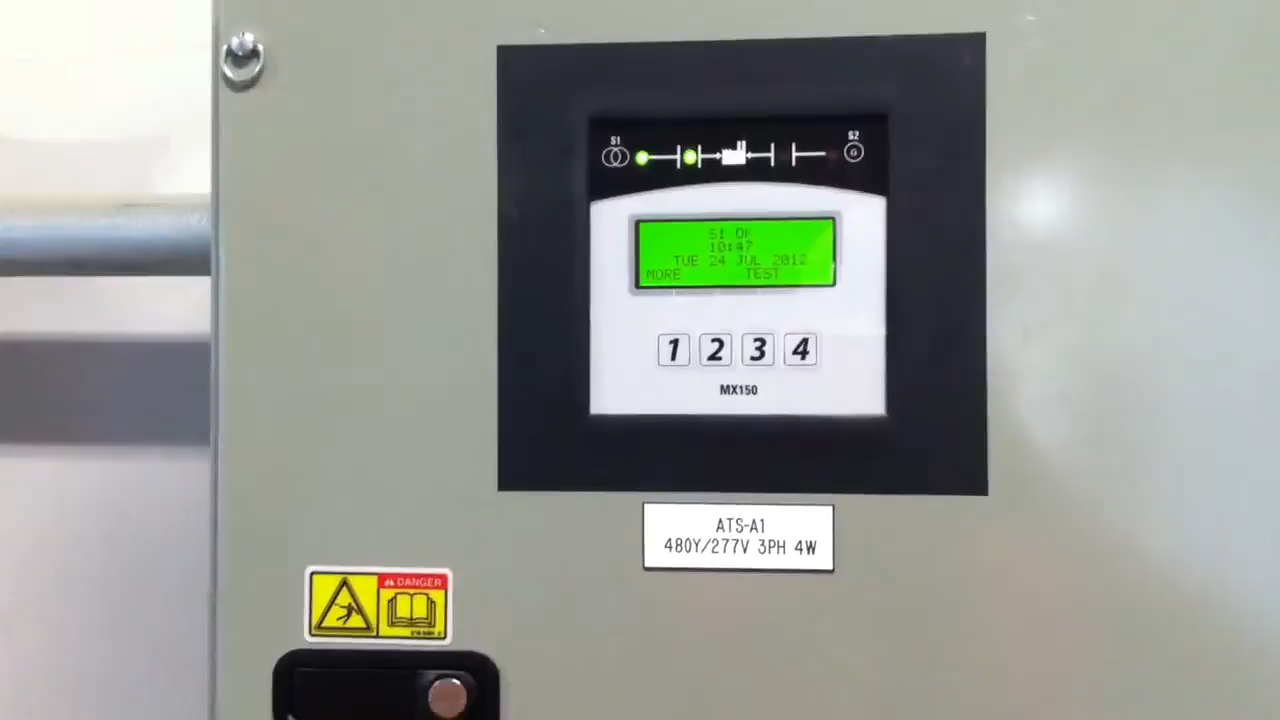 S1
S2
G
S1 OK
10:47
TUE 24 JUL 2012
MORE TEST
1 2 3 4
MX150
ATS-A1
480Y/277V 3PH 4W
DANGER